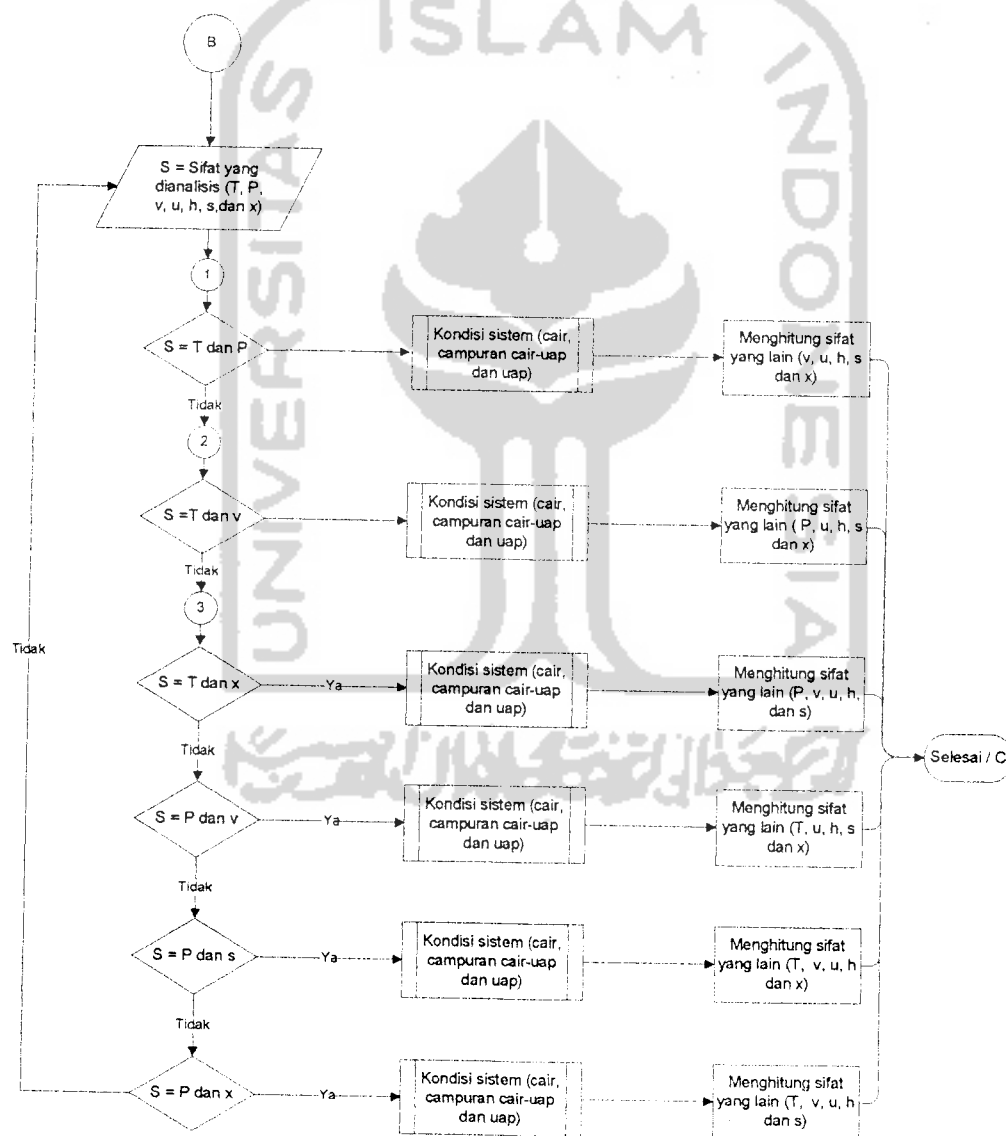 ISLAM
UNIVERSITAS
INDONESIA
B
S = Sifat yang
dianalisis (T, P,
v, u, h, s,dan x)
1
S = T dan P
Kondisi sistem (cair,
campuran cair-uap
dan uap)
Menghitung sifat
yang lain (v, u, h, s
dan x)
Tidak
2
S =T dan v
Kondisi sistem (cair,
campuran cair-uap
dan uap)
Menghitung sifat
yang lain ( P, u, h, s
dan x)
Tidak
3
Tidak
S = T dan x
Ya
Kondisi sistem (cair,
campuran cair-uap
dan uap)
Menghitung sifat
yang lain (P, v, u, h,
dan s)
Tidak
Selesai / C
S = P dan v
Ya
Kondisi sistem (cair,
campuran cair-uap
dan uap)
Menghitung sifat
yang lain (T, u, h, s
dan x)
Tidak
S = P dan s
Ya
Kondisi sistem (cair,
campuran cair-uap
dan uap)
Menghitung sifat
yang lain (T, v, u, h
dan x)
Tidak
S = P dan x
Ya
Kondisi sistem (cair,
campuran cair-uap
dan uap)
Menghitung sifat
yang lain (T, v, u, h
dan s)